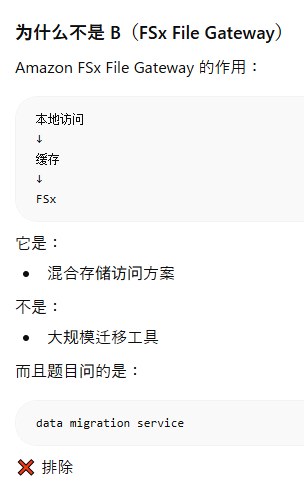 为什么不是 B（FSx File Gateway）
Amazon FSx File Gateway 的作用：
本地访问
↓
缓存
↓
FSx
它是：
• 混合存储访问方案
不是：
• 大规模迁移工具
而且题目问的是：
data migration service
❌ 排除